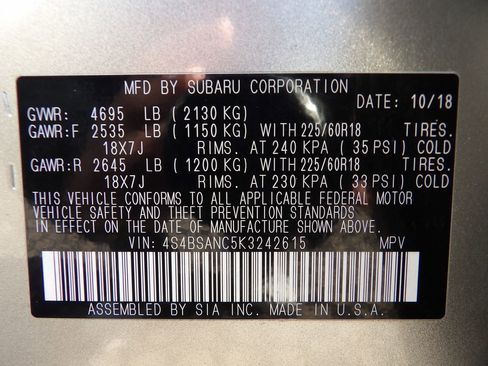 MFD BY SUBARU CORPORATION
DATE: 10/18
GVWR: 4695 LB (2130 KG)
GAWR:F 2535 LB (1150 KG) WITH 225/60R18 TIRES.
18X7J RIMS. AT 240 KPA (35 PSI) COLD
GAWR:R 2645 LB (1200 KG) WITH 225/60R18 TIRES.
18X7J RIMS. AT 230 KPA (33 PSI) COLD
THIS VEHICLE CONFORMS TO ALL APPLICABLE FEDERAL MOTOR
VEHICLE SAFETY AND THEFT PREVENTION STANDARDS
IN EFFECT ON THE DATE OF MANUFACTURE SHOWN ABOVE.
VIN: 4S4BSANC5K3242615 MPV
ASSEMBLED BY SIA INC. MADE IN U.S.A.